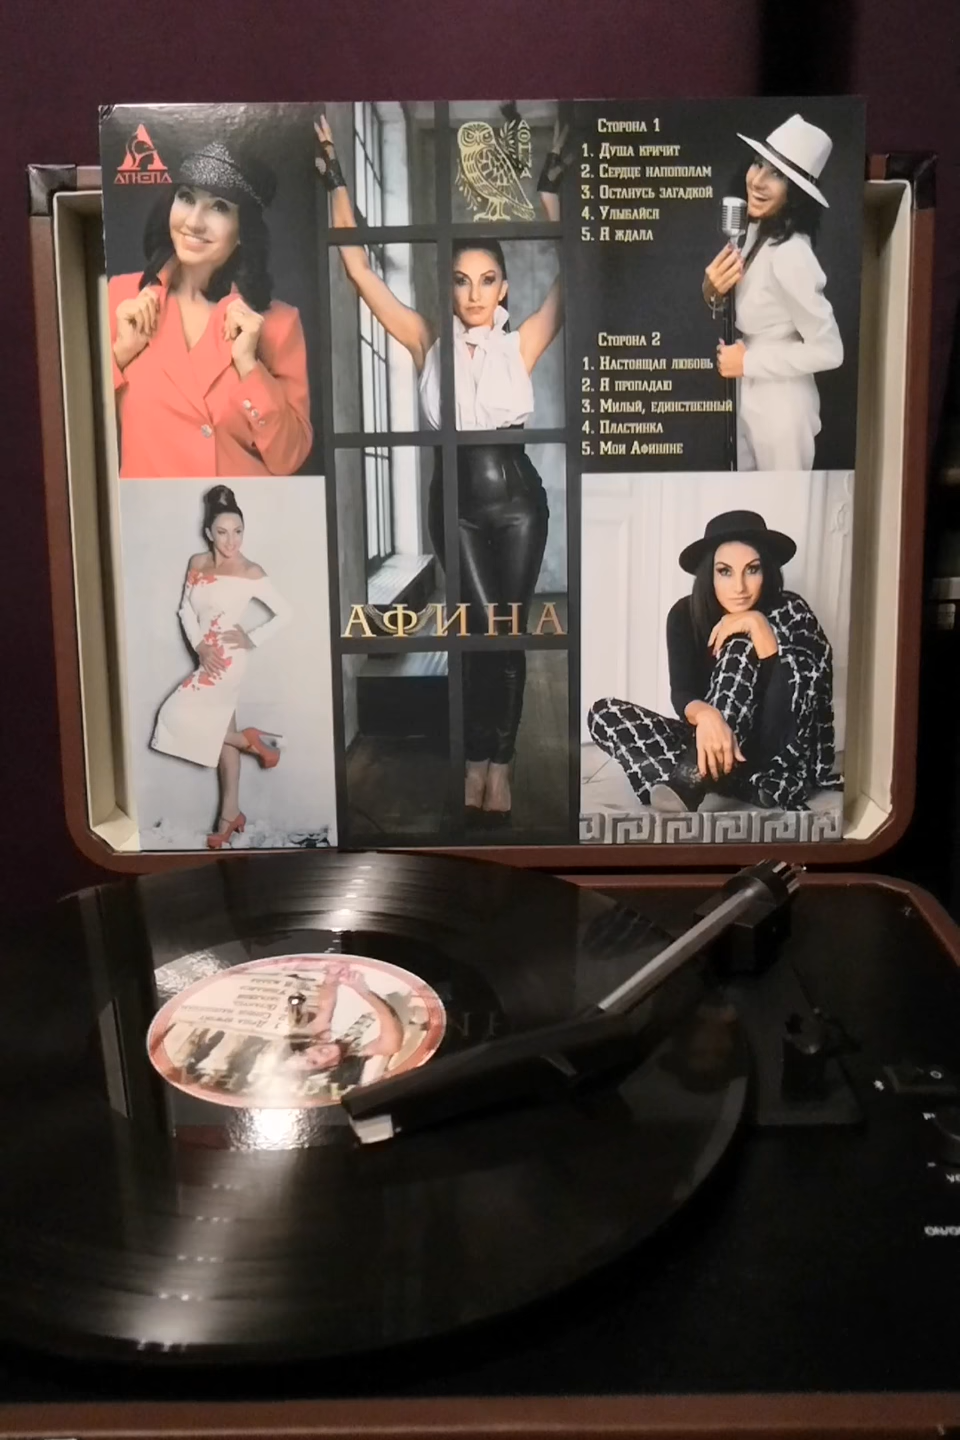 ATHENA
ΑΘΗΝΑ
Сторона 1
1. Душа кричит
2. Сердце напополам
3. Останусь загадкой
4. Улыбайся
5. Я ждала
Сторона 2
1. Настоящая любовь
2. Я пропадаю
3. Милый, единственный
4. Пластинка
5. Мои Афиняне
АФИНА